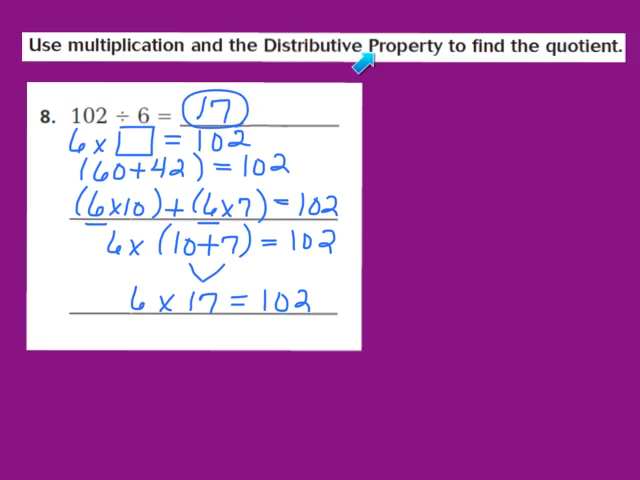 Use multiplication and the Distributive Property to find the quotient.
8. 102 ÷ 6 = 17
6 x □ = 102
(60+42) = 102
(6x10)+(6x7)=102
6 x (10+7) = 102
6 x 17 = 102